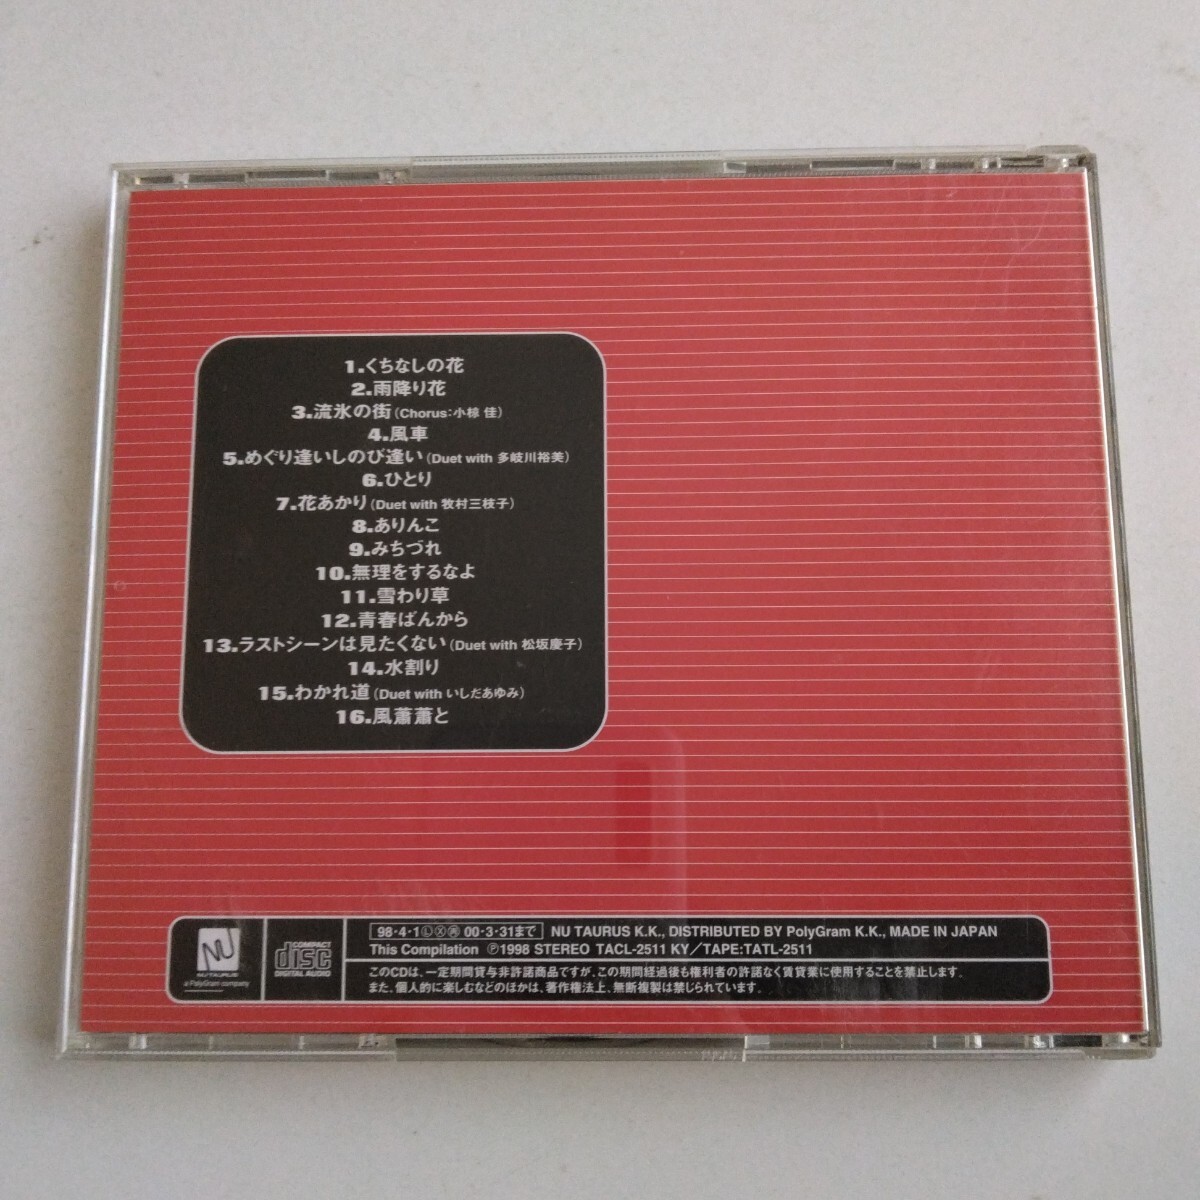 1.くちなしの花
2.雨降り花
3.流氷の街(Chorus:小椋 佳)
4.風車
5.めぐり逢いしのび逢い(Duet with 多岐川裕美)
6.ひとり
7.花あかり(Duet with 牧村三枝子)
8.ありんこ
9.みちづれ
10.無理をするなよ
11.雪わり草
12.青春ばんから
13.ラストシーンは見たくない(Duet with 松坂慶子)
14.水割り
15.わかれ道(Duet with いしだあゆみ)
16.風蕭蕭と
NU
NU TAURUS
a PolyGram company
COMPACT
disc
DIGITAL AUDIO
98・4・1ⓁⓍ㊞ 00・3・31まで NU TAURUS K.K., DISTRIBUTED BY PolyGram K.K., MADE IN JAPAN
This Compilation ℗1998 STEREO TACL-2511 KY／TAPE:TATL-2511
このCDは、一定期間貸与非許諾商品ですが、この期間経過後も権利者の許諾なく賃貸業に使用することを禁止します。
また、個人的に楽しむなどのほかは、著作権法上、無断複製は禁じられています。